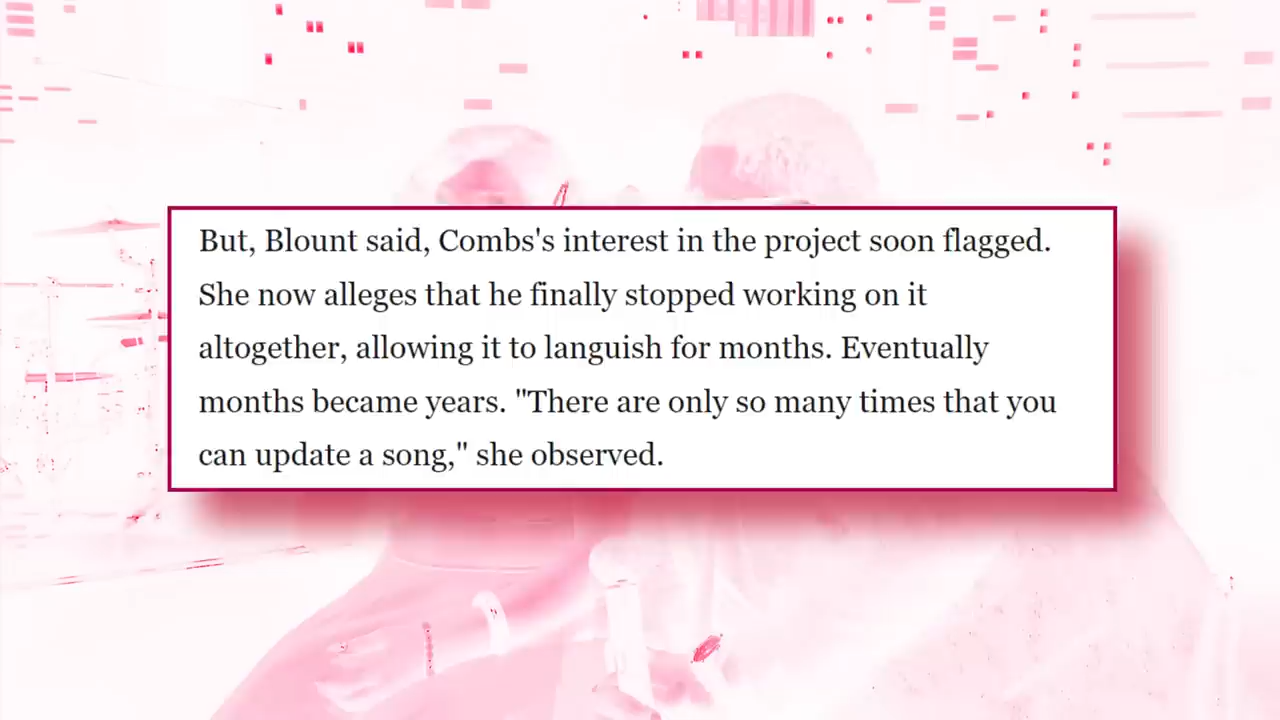 But, Blount said, Combs's interest in the project soon flagged.
She now alleges that he finally stopped working on it
altogether, allowing it to languish for months. Eventually
months became years. "There are only so many times that you
can update a song," she observed.